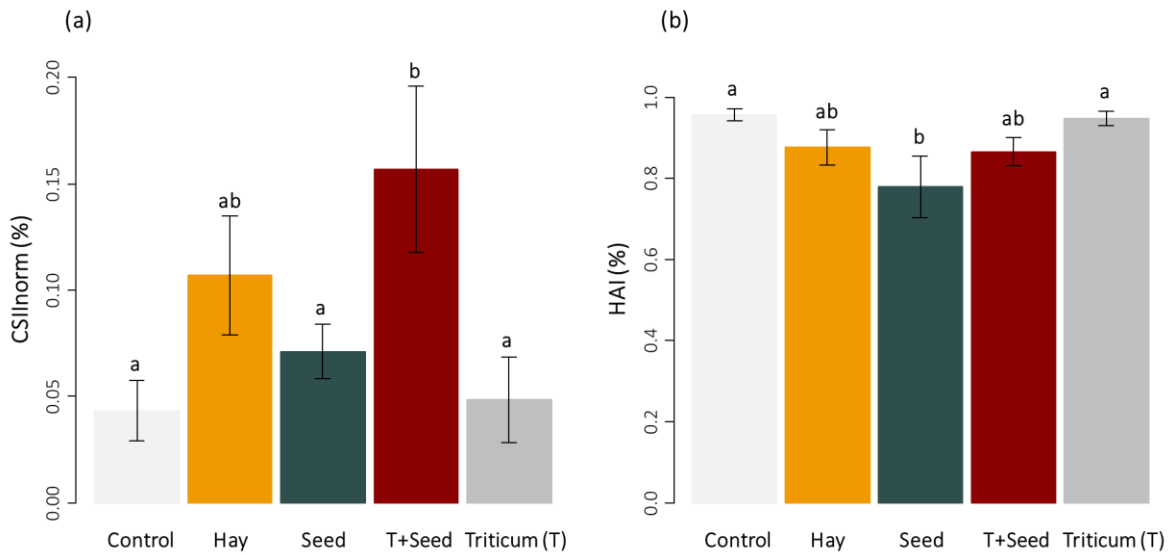 (a)
CSIInorm (%)
0.20
0.15
0.10
0.05
0.00
a
ab
a
b
a
Control
Hay
Seed
T+Seed
Triticum (T)
(b)
HAI (%)
1.0
0.8
0.6
0.4
0.2
0.0
a
ab
b
ab
a
Control
Hay
Seed
T+Seed
Triticum (T)